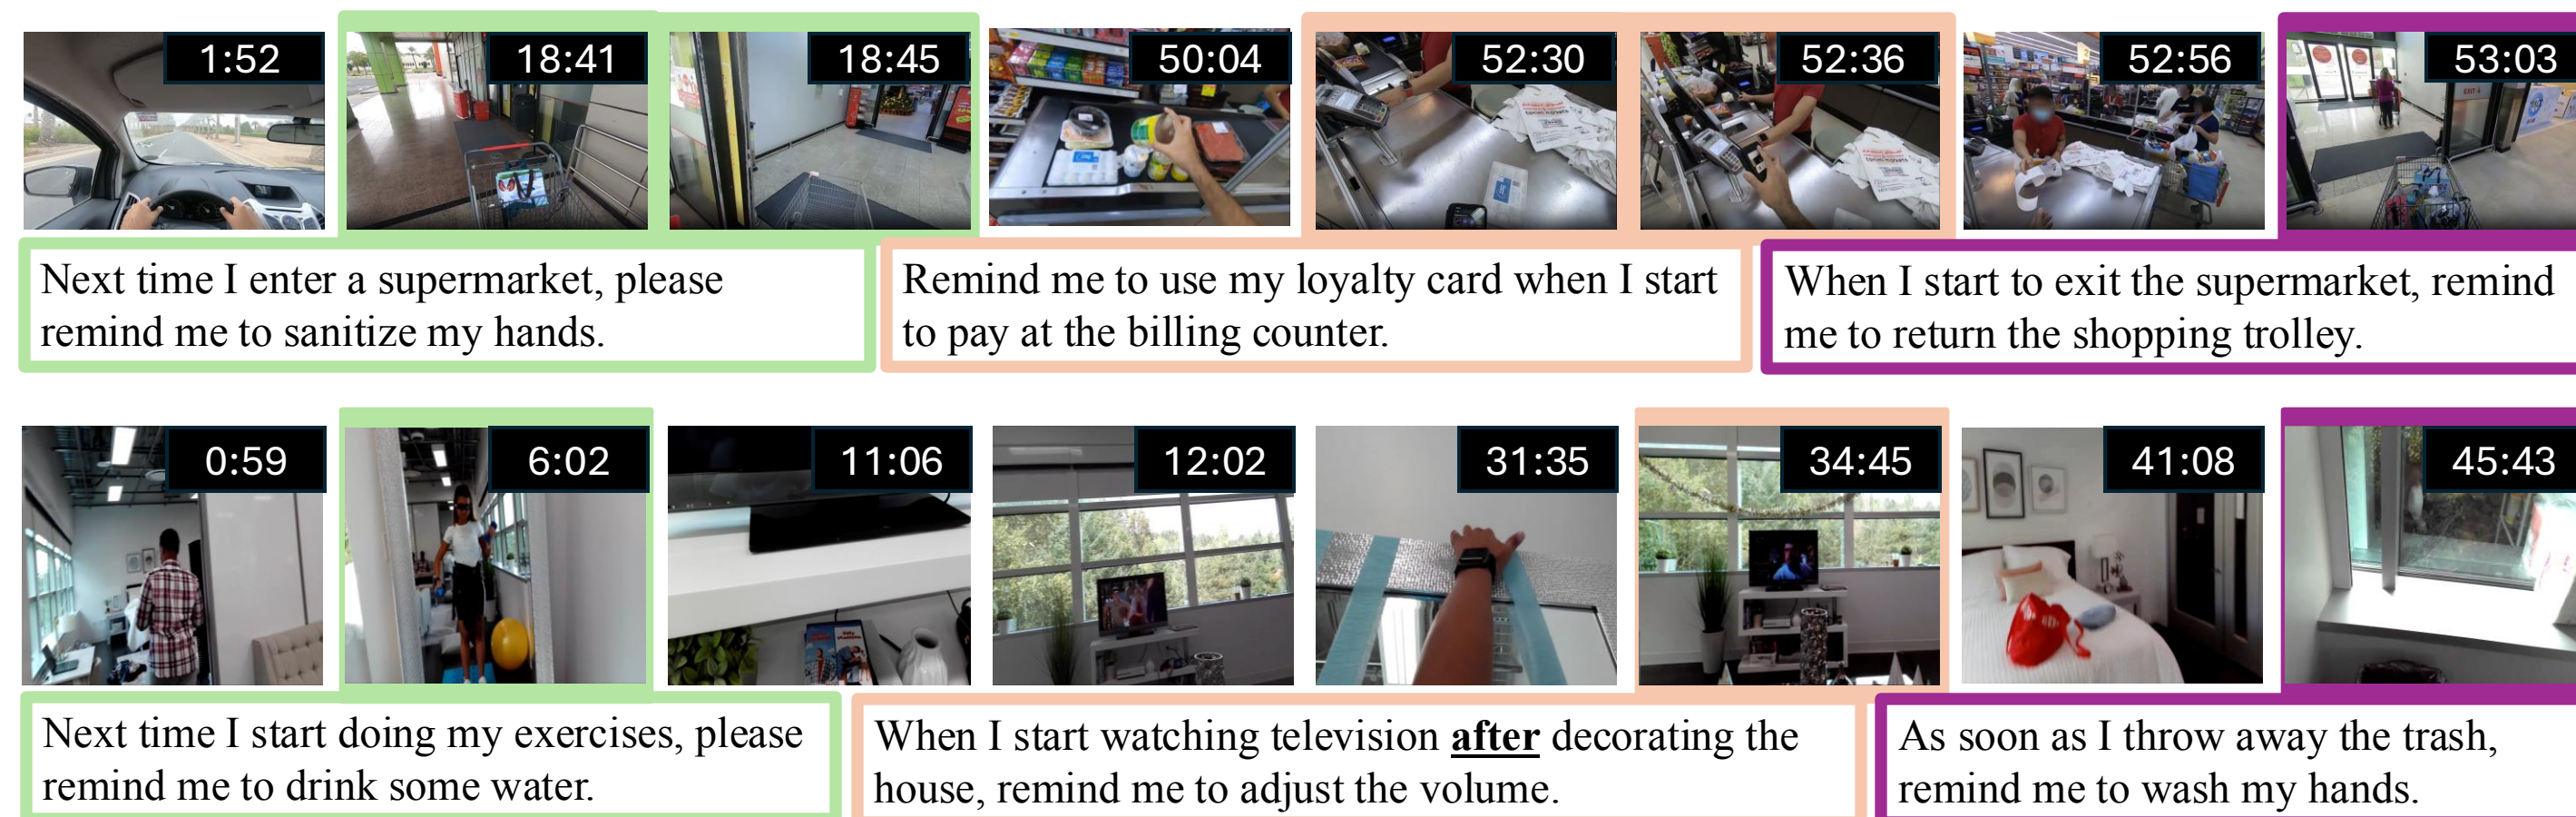 1:52
18:41
18:45
50:04
52:30
52:36
52:56
53:03
EXIT
Next time I enter a supermarket, please
remind me to sanitize my hands.
Remind me to use my loyalty card when I start
to pay at the billing counter.
When I start to exit the supermarket, remind
me to return the shopping trolley.
0:59
6:02
11:06
12:02
31:35
34:45
41:08
45:43
Next time I start doing my exercises, please
remind me to drink some water.
When I start watching television after decorating the
house, remind me to adjust the volume.
As soon as I throw away the trash,
remind me to wash my hands.